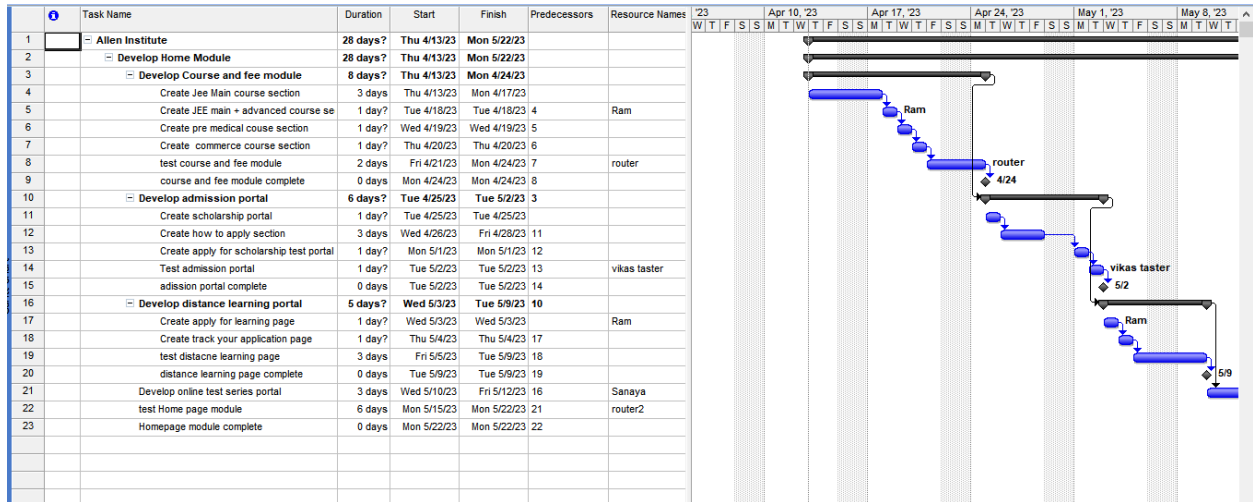 Task Name Duration Start Finish Predecessors Resource Names '23 Apr 10, '23 Apr 17, '23 Apr 24, '23 May 1, '23 May 8, '23
W T F S S M T W T F S S M T W T F S S M T W T F S S M T W T F S S M T W T
1 Allen Institute 28 days? Thu 4/13/23 Mon 5/22/23
2 Develop Home Module 28 days? Thu 4/13/23 Mon 5/22/23
3 Develop Course and fee module 8 days? Thu 4/13/23 Mon 4/24/23
4 Create Jee Main course section 3 days Thu 4/13/23 Mon 4/17/23
5 Create JEE main + advanced course se 1 day? Tue 4/18/23 Tue 4/18/23 4 Ram Ram
6 Create pre medical couse section 1 day? Wed 4/19/23 Wed 4/19/23 5
7 Create commerce course section 1 day? Thu 4/20/23 Thu 4/20/23 6
8 test course and fee module 2 days Fri 4/21/23 Mon 4/24/23 7 router router
9 course and fee module complete 0 days Mon 4/24/23 Mon 4/24/23 8 4/24
10 Develop admission portal 6 days? Tue 4/25/23 Tue 5/2/23 3
11 Create scholarship portal 1 day? Tue 4/25/23 Tue 4/25/23
12 Create how to apply section 3 days Wed 4/26/23 Fri 4/28/23 11
13 Create apply for scholarship test portal 1 day? Mon 5/1/23 Mon 5/1/23 12
14 Test admission portal 1 day? Tue 5/2/23 Tue 5/2/23 13 vikas taster vikas taster
15 adission portal complete 0 days Tue 5/2/23 Tue 5/2/23 14 5/2
16 Develop distance learning portal 5 days? Wed 5/3/23 Tue 5/9/23 10
17 Create apply for learning page 1 day? Wed 5/3/23 Wed 5/3/23 Ram Ram
18 Create track your application page 1 day? Thu 5/4/23 Thu 5/4/23 17
19 test distacne learning page 3 days Fri 5/5/23 Tue 5/9/23 18
20 distance learning page complete 0 days Tue 5/9/23 Tue 5/9/23 19 5/9
21 Develop online test series portal 3 days Wed 5/10/23 Fri 5/12/23 16 Sanaya
22 test Home page module 6 days Mon 5/15/23 Mon 5/22/23 21 router2
23 Homepage module complete 0 days Mon 5/22/23 Mon 5/22/23 22